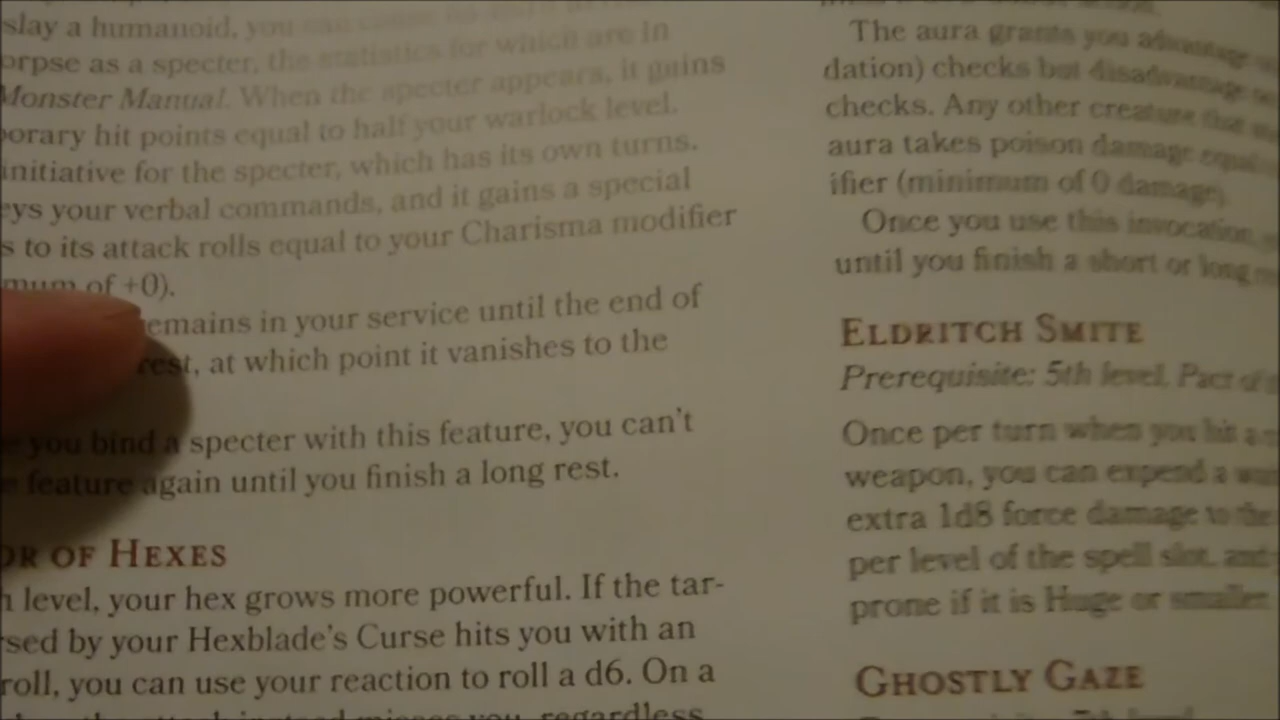 slay a humanoid, you can cause
orpse as a specter, the statistics for which are in
Monster Manual. When the specter appears, it gains
orary hit points equal to half your warlock level.
initiative for the specter, which has its own turns.
eys your verbal commands, and it gains a special
s to its attack rolls equal to your Charisma modifier
mum of +0).
emains in your service until the end of
rest, at which point it vanishes to the
e you bind a specter with this feature, you can't
e feature again until you finish a long rest.
OR OF HEXES
h level, your hex grows more powerful. If the tar-
rsed by your Hexblade's Curse hits you with an
roll, you can use your reaction to roll a d6. On a
instead misses you, regardless
The aura grants you advantage
dation) checks but disadvantage
checks. Any other creature that
aura takes poison damage equal
ifier (minimum of 0 damage).
Once you use this invocation,
until you finish a short or long
ELDRITCH SMITE
Prerequisite: 5th level, Pact of
Once per turn when you hit a
weapon, you can expend a
extra 1d8 force damage to the
per level of the spell slot, and
prone if it is Huge or smaller.
GHOSTLY GAZE